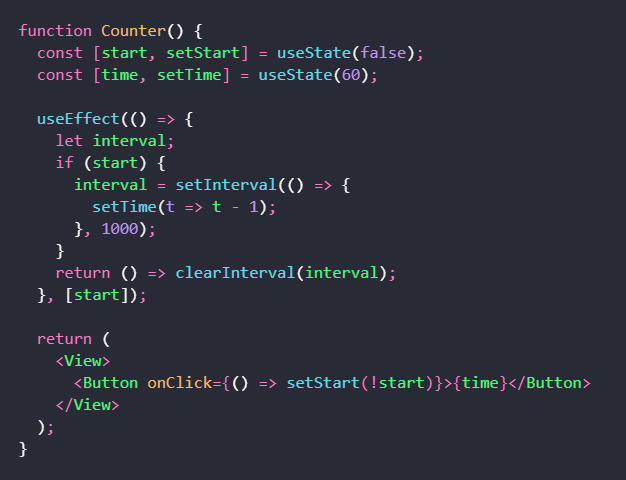 function Counter() {
  const [start, setStart] = useState(false);
  const [time, setTime] = useState(60);

  useEffect(() => {
    let interval;
    if (start) {
      interval = setInterval(() => {
        setTime(t => t - 1);
      }, 1000);
    }
    return () => clearInterval(interval);
  }, [start]);

  return (
    <View>
      <Button onClick={() => setStart(!start)}>{time}</Button>
    </View>
  );
}